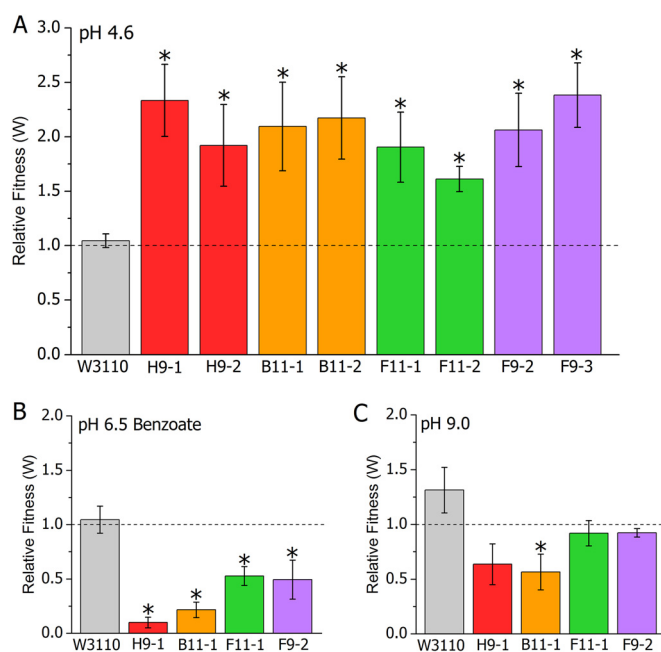 A
pH 4.6
Relative Fitness (W)
3.0
2.5
2.0
1.5
1.0
0.5
0.0
* * * * * * * *
W3110 H9-1 H9-2 B11-1 B11-2 F11-1 F11-2 F9-2 F9-3
B
pH 6.5 Benzoate
Relative Fitness (W)
2.0
1.5
1.0
0.5
0.0
* * * *
W3110 H9-1 B11-1 F11-1 F9-2
C
pH 9.0
Relative Fitness (W)
2.0
1.5
1.0
0.5
0.0
*
W3110 H9-1 B11-1 F11-1 F9-2